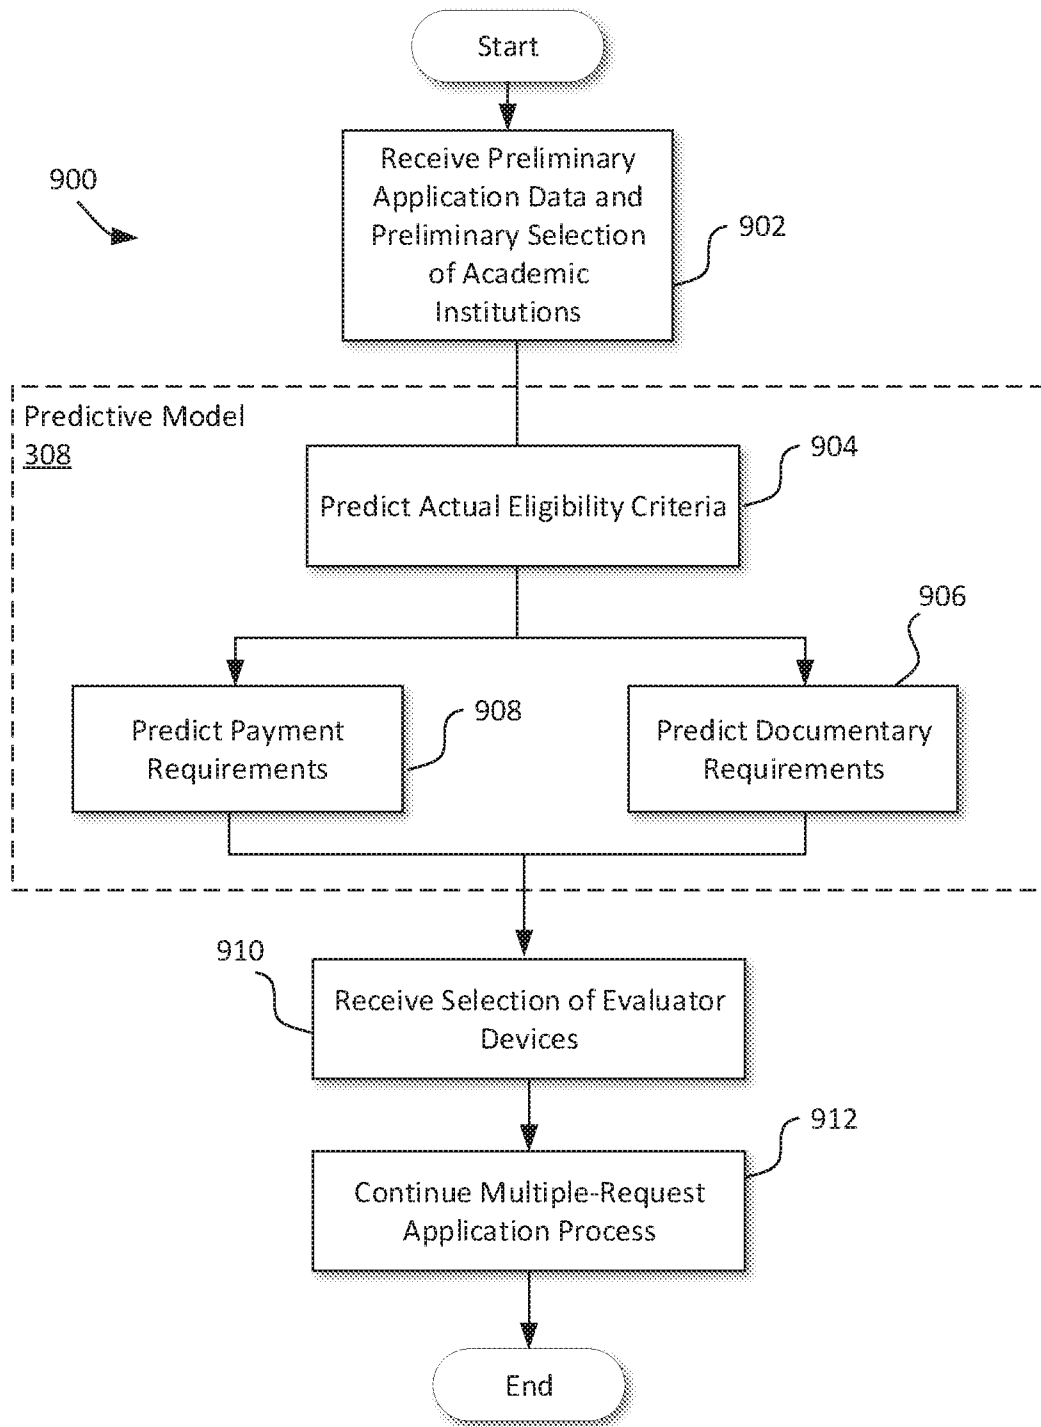 Start
900
Receive Preliminary
Application Data and
Preliminary Selection
of Academic
Institutions
902
Predictive Model
308
904
Predict Actual Eligibility Criteria
906
Predict Payment
Requirements
908
Predict Documentary
Requirements
910
Receive Selection of Evaluator
Devices
912
Continue Multiple-Request
Application Process
End